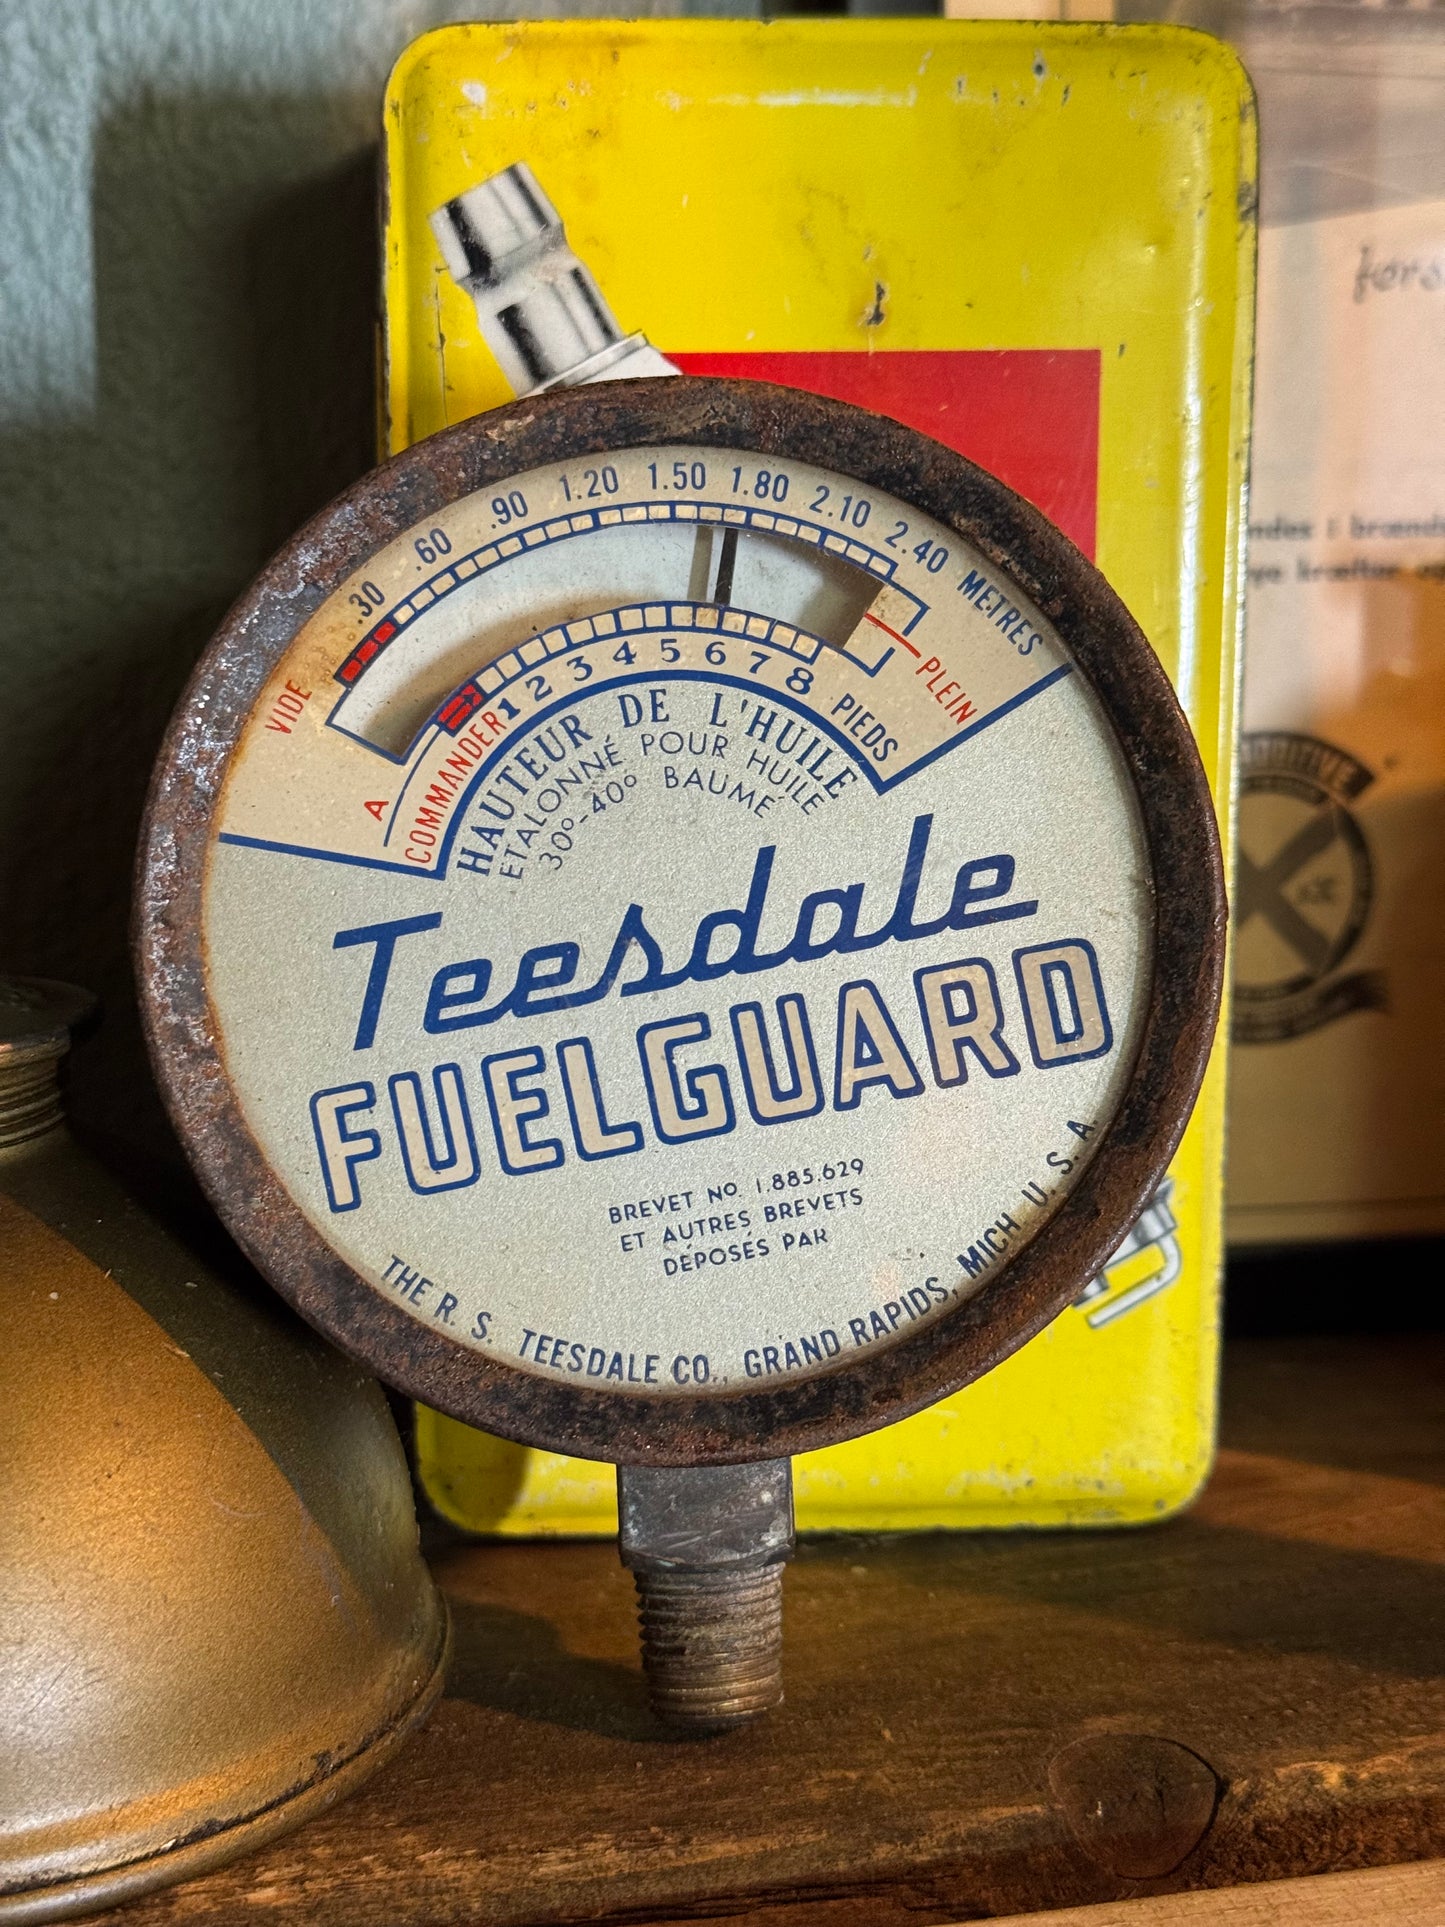 .30 .60 .90 1.20 1.50 1.80 2.10 2.40 METRES
VIDE
PLEIN
1 2 3 4 5 6 7 8 PIEDS
A
COMMANDER
HAUTEUR DE L'HUILE
ETALONNÉ POUR HUILE
30°-40° BAUMÉ
Teesdale
FUELGUARD
BREVET No. 1.885.629
ET AUTRES BREVETS
DÉPOSÉS PAR
THE R. S. TEESDALE CO., GRAND RAPIDS, MICH. U. S. A.